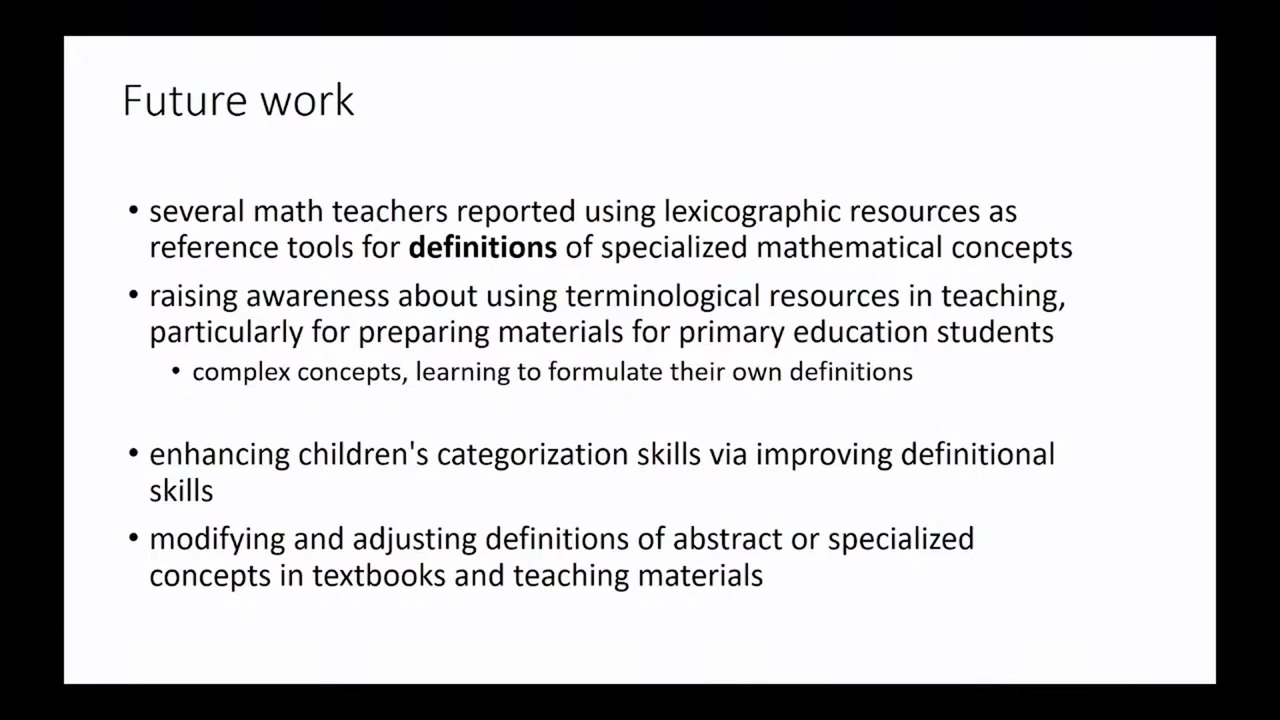 Future work
• several math teachers reported using lexicographic resources as
reference tools for definitions of specialized mathematical concepts
• raising awareness about using terminological resources in teaching,
particularly for preparing materials for primary education students
• complex concepts, learning to formulate their own definitions
• enhancing children's categorization skills via improving definitional
skills
• modifying and adjusting definitions of abstract or specialized
concepts in textbooks and teaching materials